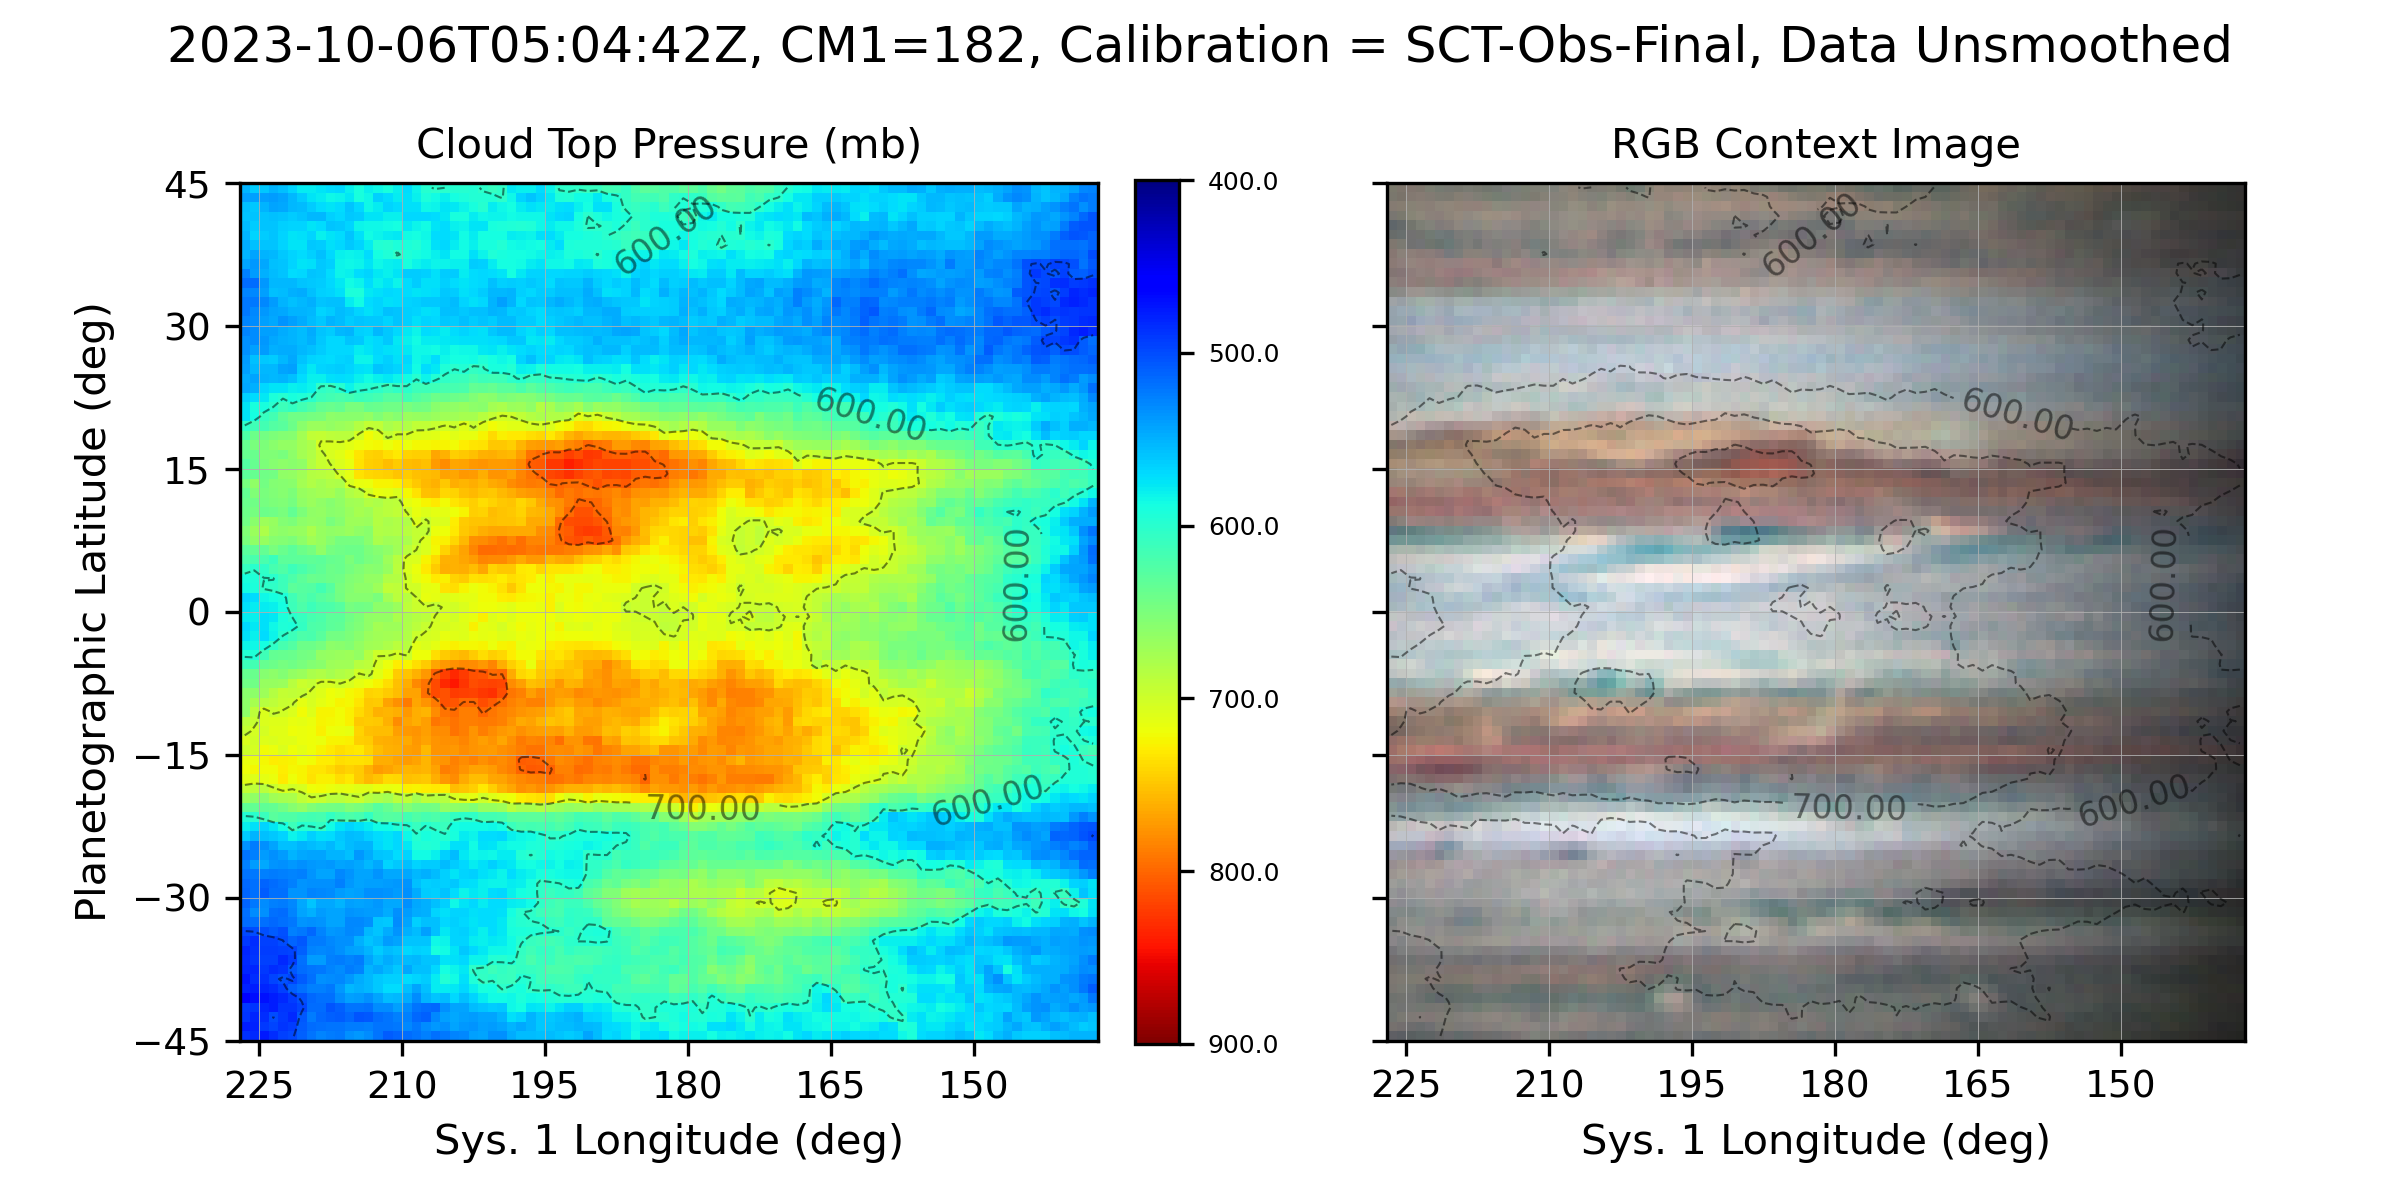 2023-10-06T05:04:42Z, CM1=182, Calibration = SCT-Obs-Final, Data Unsmoothed
Cloud Top Pressure (mb)
RGB Context Image
Planetographic Latitude (deg)
45
30
15
0
−15
−30
−45
225 210 195 180 165 150
Sys. 1 Longitude (deg)
600.00
600.00
600.00
600.00
700.00
400.0
500.0
600.0
700.0
800.0
900.0
600.00
600.00
600.00
600.00
700.00
225 210 195 180 165 150
Sys. 1 Longitude (deg)